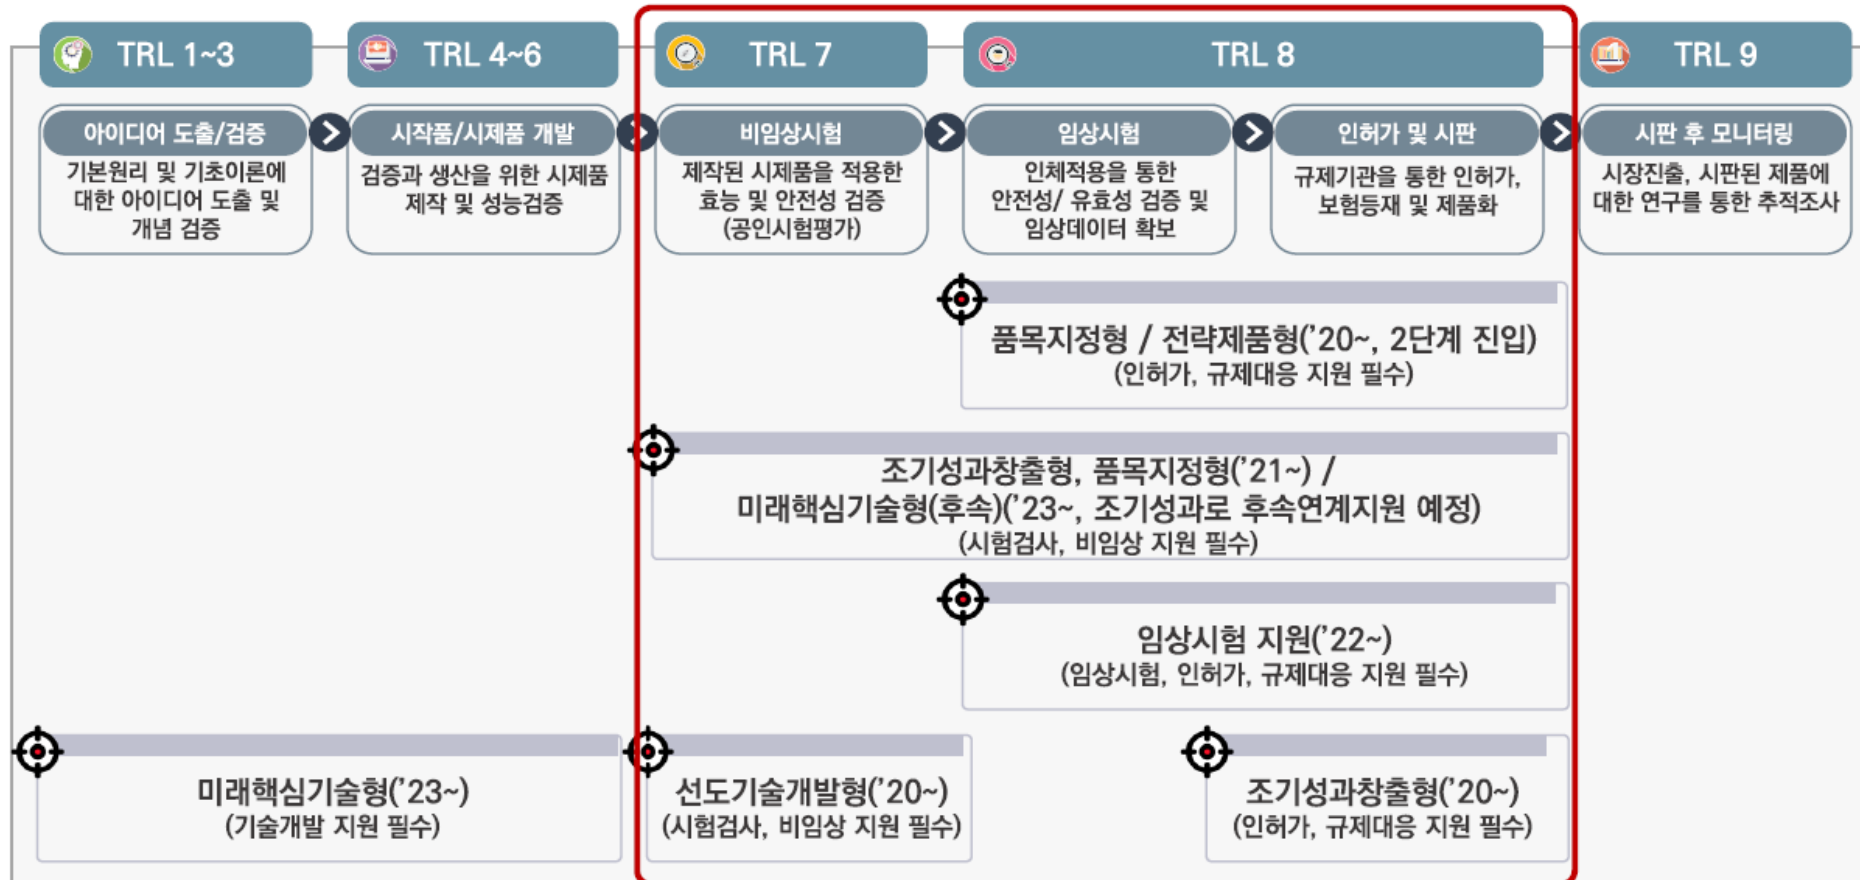 TRL 1~3
TRL 4~6
TRL 7
TRL 8
TRL 9
아이디어 도출/검증
기본원리 및 기초이론에
대한 아이디어 도출 및
개념 검증
시작품/시제품 개발
검증과 생산을 위한 시제품
제작 및 성능검증
비임상시험
제작된 시제품을 적용한
효능 및 안전성 검증
(공인시험평가)
임상시험
인체적용을 통한
안전성/ 유효성 검증 및
임상데이터 확보
인허가 및 시판
규제기관을 통한 인허가,
보험등재 및 제품화
시판 후 모니터링
시장진출, 시판된 제품에
대한 연구를 통한 추적조사
품목지정형 / 전략제품형('20~, 2단계 진입)
(인허가, 규제대응 지원 필수)
조기성과창출형, 품목지정형('21~) /
미래핵심기술형(후속)('23~, 조기성과로 후속연계지원 예정)
(시험검사, 비임상 지원 필수)
임상시험 지원('22~)
(임상시험, 인허가, 규제대응 지원 필수)
미래핵심기술형('23~)
(기술개발 지원 필수)
선도기술개발형('20~)
(시험검사, 비임상 지원 필수)
조기성과창출형('20~)
(인허가, 규제대응 지원 필수)